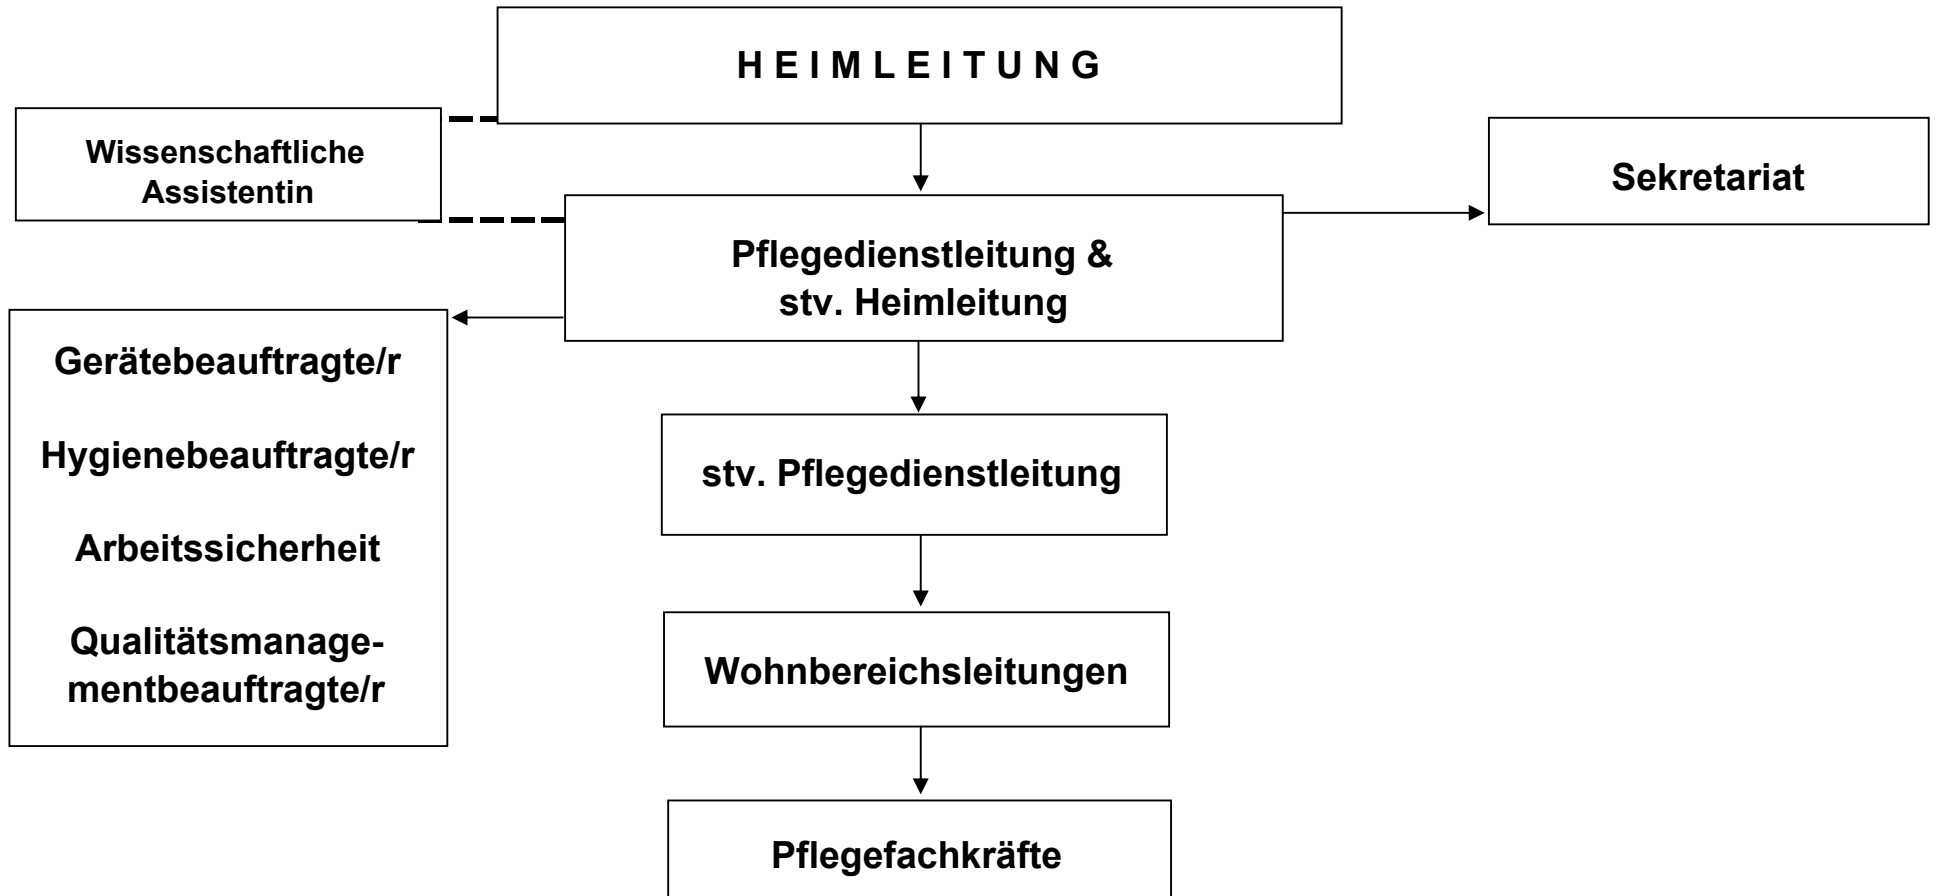 H E I M L E I T U N G
Wissenschaftliche
Assistentin
Sekretariat
Pflegedienstleitung &
stv. Heimleitung
Gerätebeauftragte/r
Hygienebeauftragte/r
Arbeitssicherheit
Qualitätsmanage-
mentbeauftragte/r
stv. Pflegedienstleitung
Wohnbereichsleitungen
Pflegefachkräfte